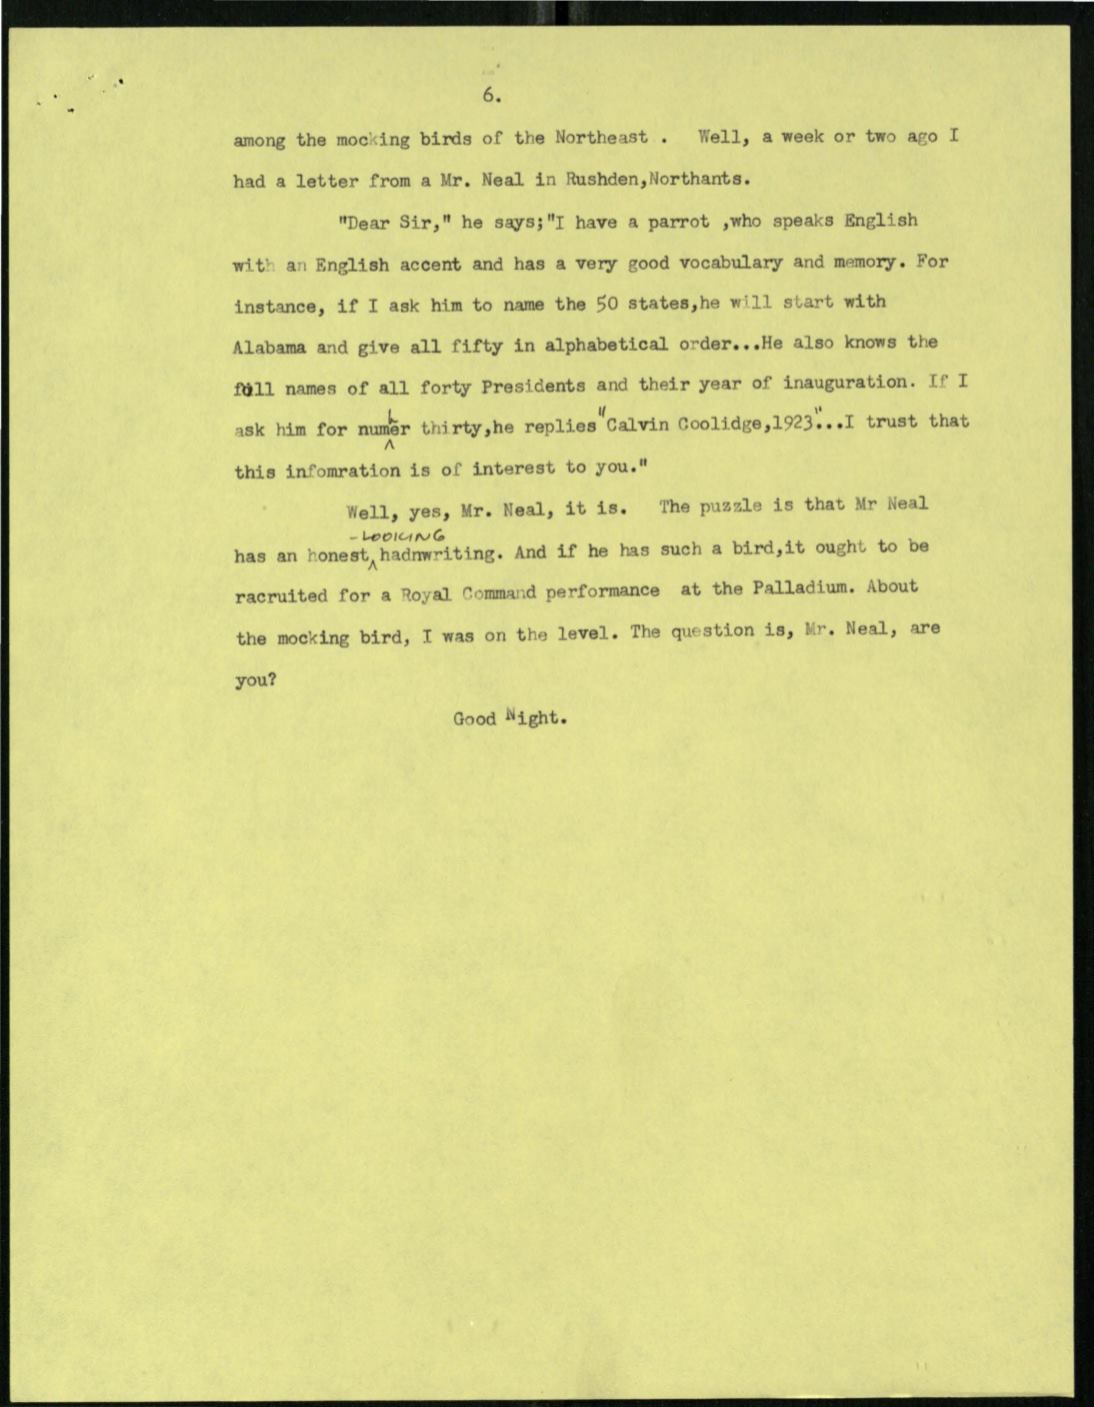 6.
among the mocking birds of the Northeast .   Well, a week or two ago I
had a letter from a Mr. Neal in Rushden,Northants.
"Dear Sir," he says;"I have a parrot ,who speaks English
with an English accent and has a very good vocabulary and memory. For
instance, if I ask him to name the 50 states,he will start with
Alabama and give all fifty in alphabetical order...He also knows the
full names of all forty Presidents and their year of inauguration. If I
ask him for number thirty,he replies "Calvin Coolidge,1923"...I trust that
this infomration is of interest to you."
Well, yes, Mr. Neal, it is.   The puzzle is that Mr Neal
has an honest-LOOKING hadnwriting. And if he has such a bird,it ought to be
racruited for a Royal Command performance  at the Palladium. About
the mocking bird, I was on the level. The question is, Mr. Neal, are
you?
Good Night.